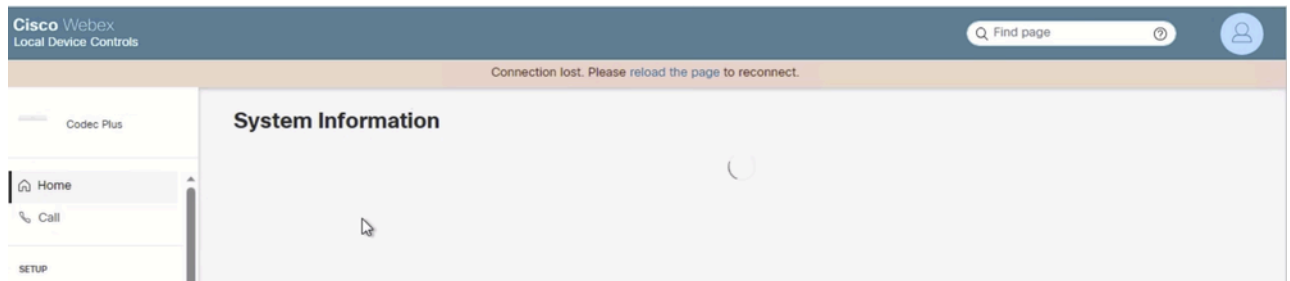 Cisco Webex
Local Device Controls
Find page
Connection lost. Please reload the page to reconnect.
Codec Plus
System Information
Home
Call
SETUP